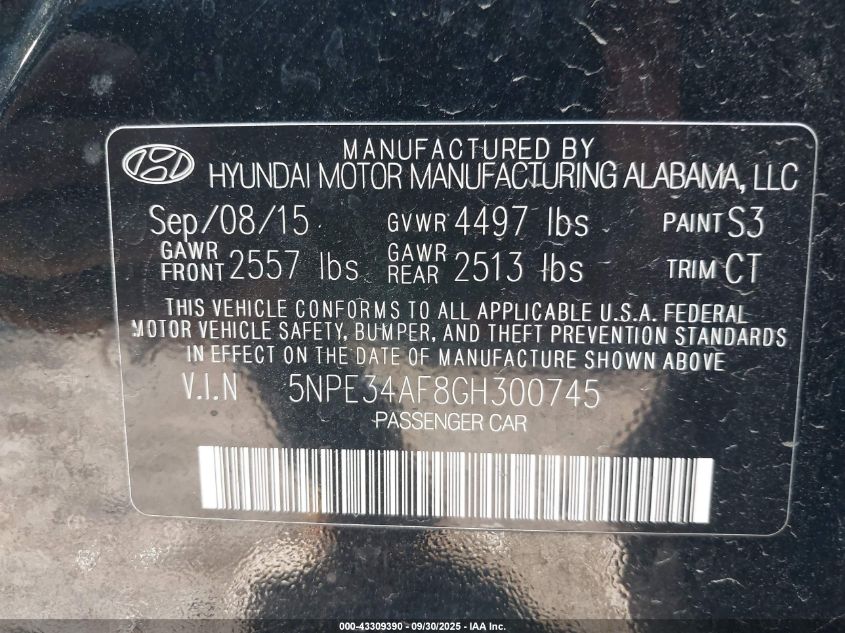 MANUFACTURED BY
HYUNDAI MOTOR MANUFACTURING ALABAMA, LLC
Sep/08/15 GVWR 4497 lbs PAINT S3
GAWR FRONT 2557 lbs GAWR REAR 2513 lbs TRIM CT
THIS VEHICLE CONFORMS TO ALL APPLICABLE U.S.A. FEDERAL
MOTOR VEHICLE SAFETY, BUMPER, AND THEFT PREVENTION STANDARDS
IN EFFECT ON THE DATE OF MANUFACTURE SHOWN ABOVE
V.I.N 5NPE34AF8GH300745
PASSENGER CAR
000-43309390 - 09/30/2025 - IAA Inc.